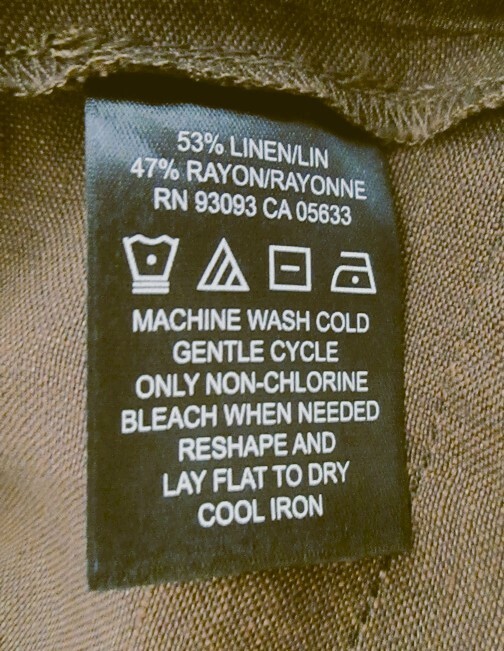 53% LINEN/LIN
47% RAYON/RAYONNE
RN 93093 CA 05633
MACHINE WASH COLD
GENTLE CYCLE
ONLY NON-CHLORINE
BLEACH WHEN NEEDED
RESHAPE AND
LAY FLAT TO DRY
COOL IRON